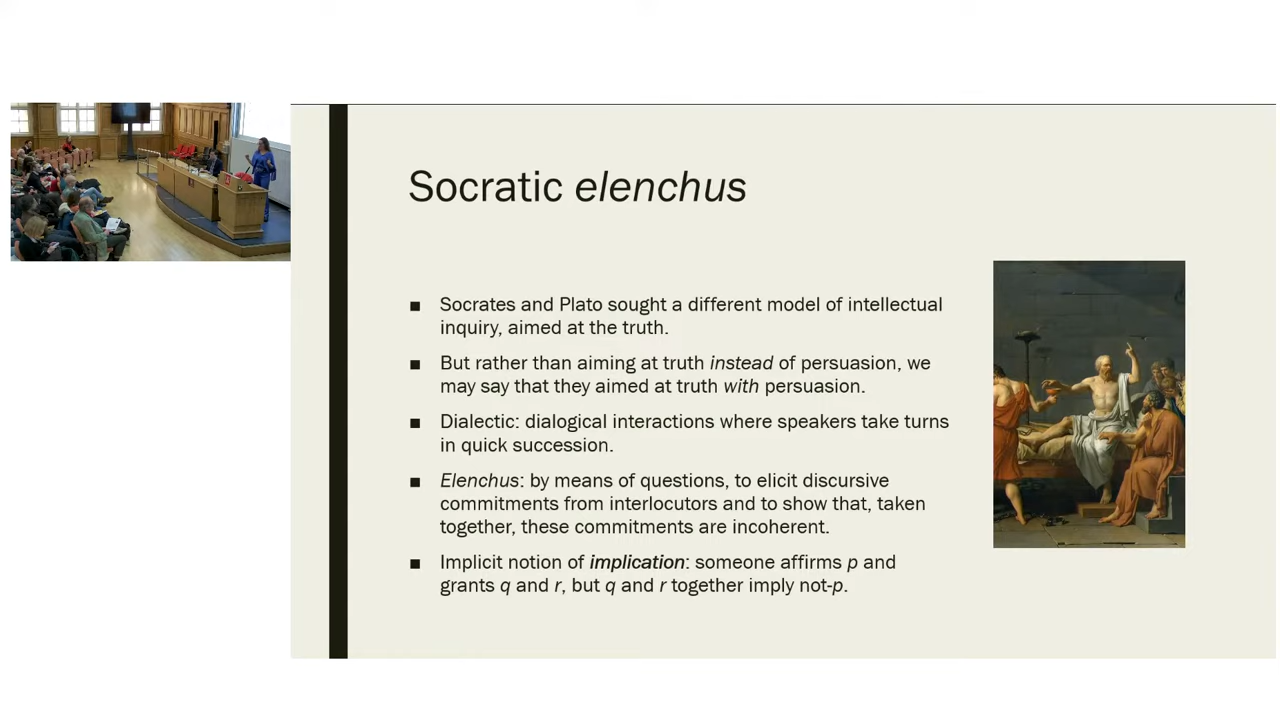 Socratic elenchus
■ Socrates and Plato sought a different model of intellectual
inquiry, aimed at the truth.
■ But rather than aiming at truth instead of persuasion, we
may say that they aimed at truth with persuasion.
■ Dialectic: dialogical interactions where speakers take turns
in quick succession.
■ Elenchus: by means of questions, to elicit discursive
commitments from interlocutors and to show that, taken
together, these commitments are incoherent.
■ Implicit notion of implication: someone affirms p and
grants q and r, but q and r together imply not-p.